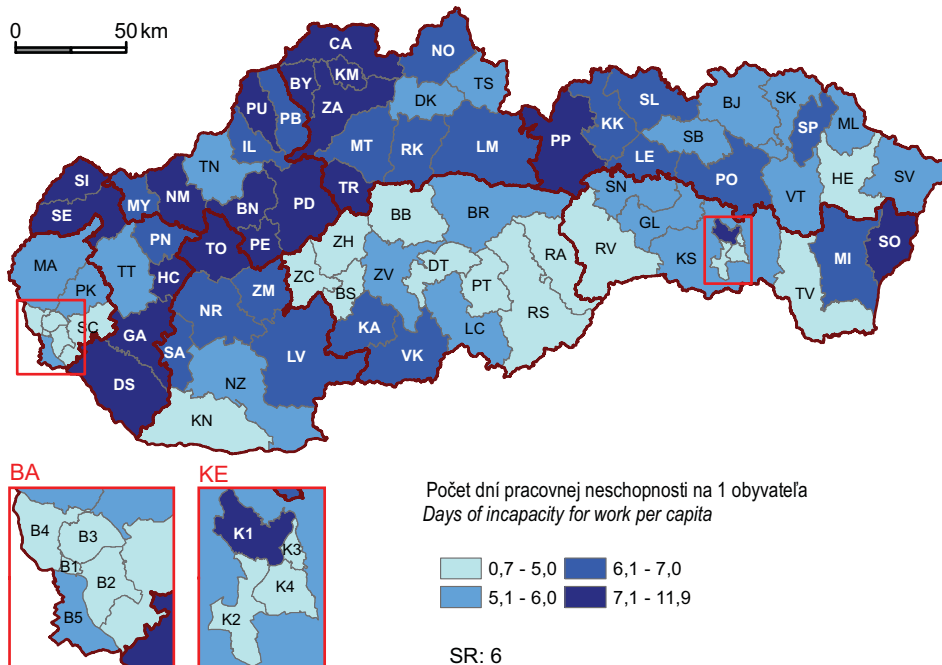 0 50 km
CA NO
BY KM TS
PU PB ZA DK SL BJ SK
IL MT RK LM PP KK SB SP ML
TN LE HE SV
SI NM BN PD TR PO VT
SE MY SN
MA PN TO PE BB BR GL SO
TT HC ZH RA RV KS MI
PK NR ZM ZC BS ZV DT PT TV
SC GA SA LV KA LC RS
DS NZ VK
KN
BA KE
B4 B3 K1
B1 B2 K3
B5 K4
K2
Počet dní pracovnej neschopnosti na 1 obyvateľa
Days of incapacity for work per capita
0,7 - 5,0 6,1 - 7,0
5,1 - 6,0 7,1 - 11,9
SR: 6